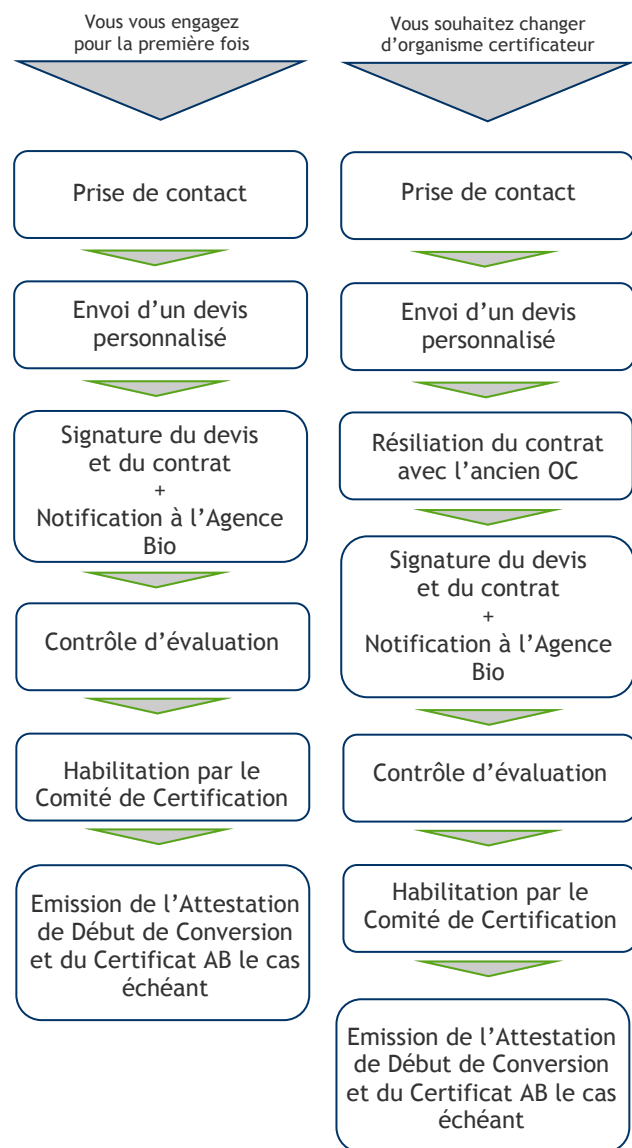 Vous vous engagez
pour la première fois
Prise de contact
Envoi d’un devis
personnalisé
Signature du devis
et du contrat
+
Notification à l’Agence
Bio
Contrôle d’évaluation
Habilitation par le
Comité de Certification
Emission de l’Attestation
de Début de Conversion
et du Certificat AB le cas
échéant
Vous souhaitez changer
d’organisme certificateur
Prise de contact
Envoi d’un devis
personnalisé
Résiliation du contrat
avec l’ancien OC
Signature du devis
et du contrat
+
Notification à l’Agence
Bio
Contrôle d’évaluation
Habilitation par le
Comité de Certification
Emission de l’Attestation
de Début de Conversion
et du Certificat AB le cas
échéant